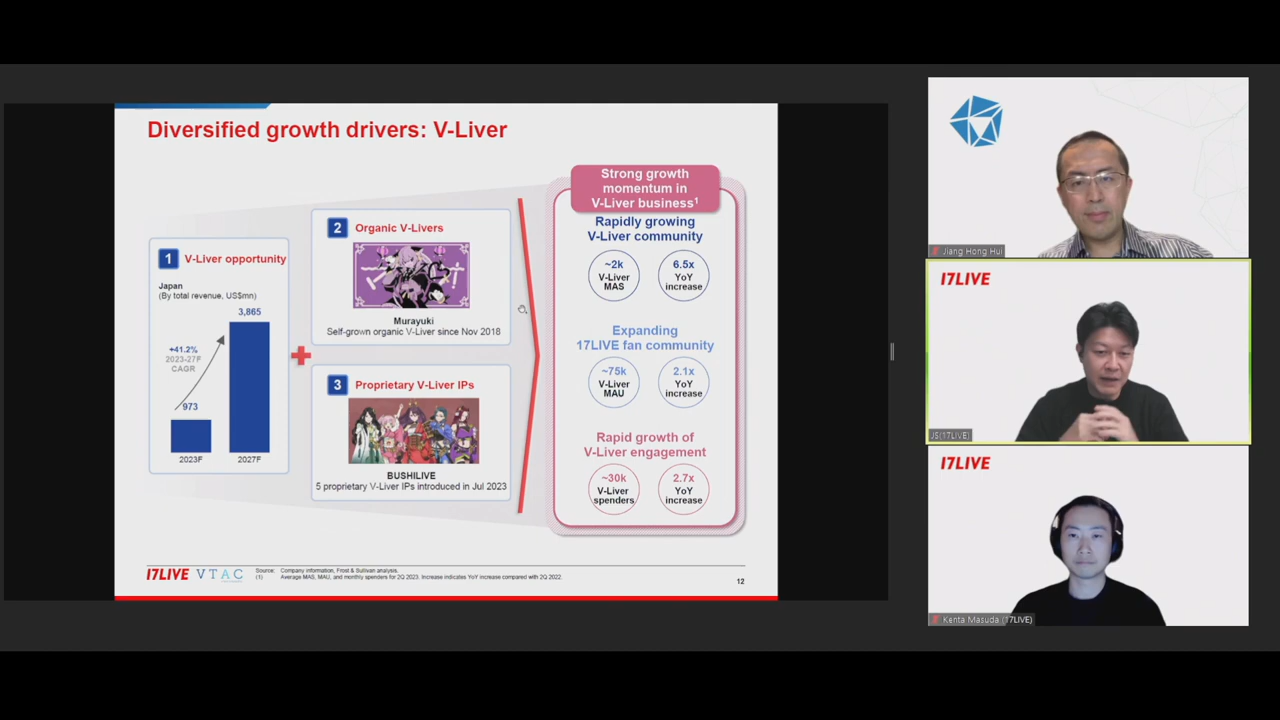 Diversified growth drivers: V-Liver
1 V-Liver opportunity
Japan
(By total revenue, US$mn)
3,865
+41.2%
2023-27F
CAGR
973
2023F 2027F
2 Organic V-Livers
Murayuki
Self-grown organic V-Liver since Nov 2018
3 Proprietary V-Liver IPs
BUSHILIVE
5 proprietary V-Liver IPs introduced in Jul 2023
Strong growth
momentum in
V-Liver business1
Rapidly growing
V-Liver community
~2k
V-Liver
MAS
6.5x
YoY
increase
Expanding
17LIVE fan community
~75k
V-Liver
MAU
2.1x
YoY
increase
Rapid growth of
V-Liver engagement
~30k
V-Liver
spenders
2.7x
YoY
increase
17LIVE VTAC
Source: Company information, Frost & Sullivan analysis.
(1) Average MAS, MAU, and monthly spenders for 2Q 2023. Increase indicates YoY increase compared with 2Q 2022.
12
Jiang Hong Hui
17LIVE
JS(17LIVE)
17LIVE
Kenta Masuda (17LIVE)